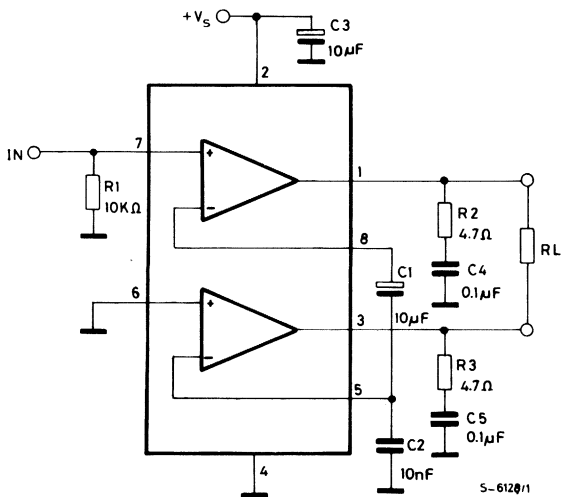 +Vs
C3
10µF
2
IN
7
+
1
R1
10KΩ
−
R2
4.7Ω
RL
8
C1
C4
0.1µF
6
+
10µF
3
−
R3
4.7Ω
5
C5
0.1µF
C2
10nF
4
S-6128/1